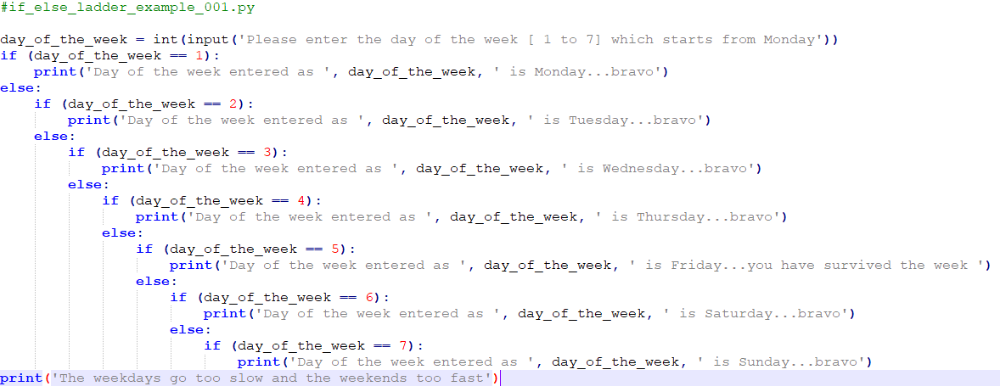 #if_else_ladder_example_001.py

day_of_the_week = int(input('Please enter the day of the week [ 1 to 7] which starts from Monday'))
if (day_of_the_week == 1):
    print('Day of the week entered as ', day_of_the_week, ' is Monday...bravo')
else:
    if (day_of_the_week == 2):
        print('Day of the week entered as ', day_of_the_week, ' is Tuesday...bravo')
    else:
        if (day_of_the_week == 3):
            print('Day of the week entered as ', day_of_the_week, ' is Wednesday...bravo')
        else:
            if (day_of_the_week == 4):
                print('Day of the week entered as ', day_of_the_week, ' is Thursday...bravo')
            else:
                if (day_of_the_week == 5):
                    print('Day of the week entered as ', day_of_the_week, ' is Friday...you have survived the week ')
                else:
                    if (day_of_the_week == 6):
                        print('Day of the week entered as ', day_of_the_week, ' is Saturday...bravo')
                    else:
                        if (day_of_the_week == 7):
                            print('Day of the week entered as ', day_of_the_week, ' is Sunday...bravo')
print('The weekdays go too slow and the weekends too fast')